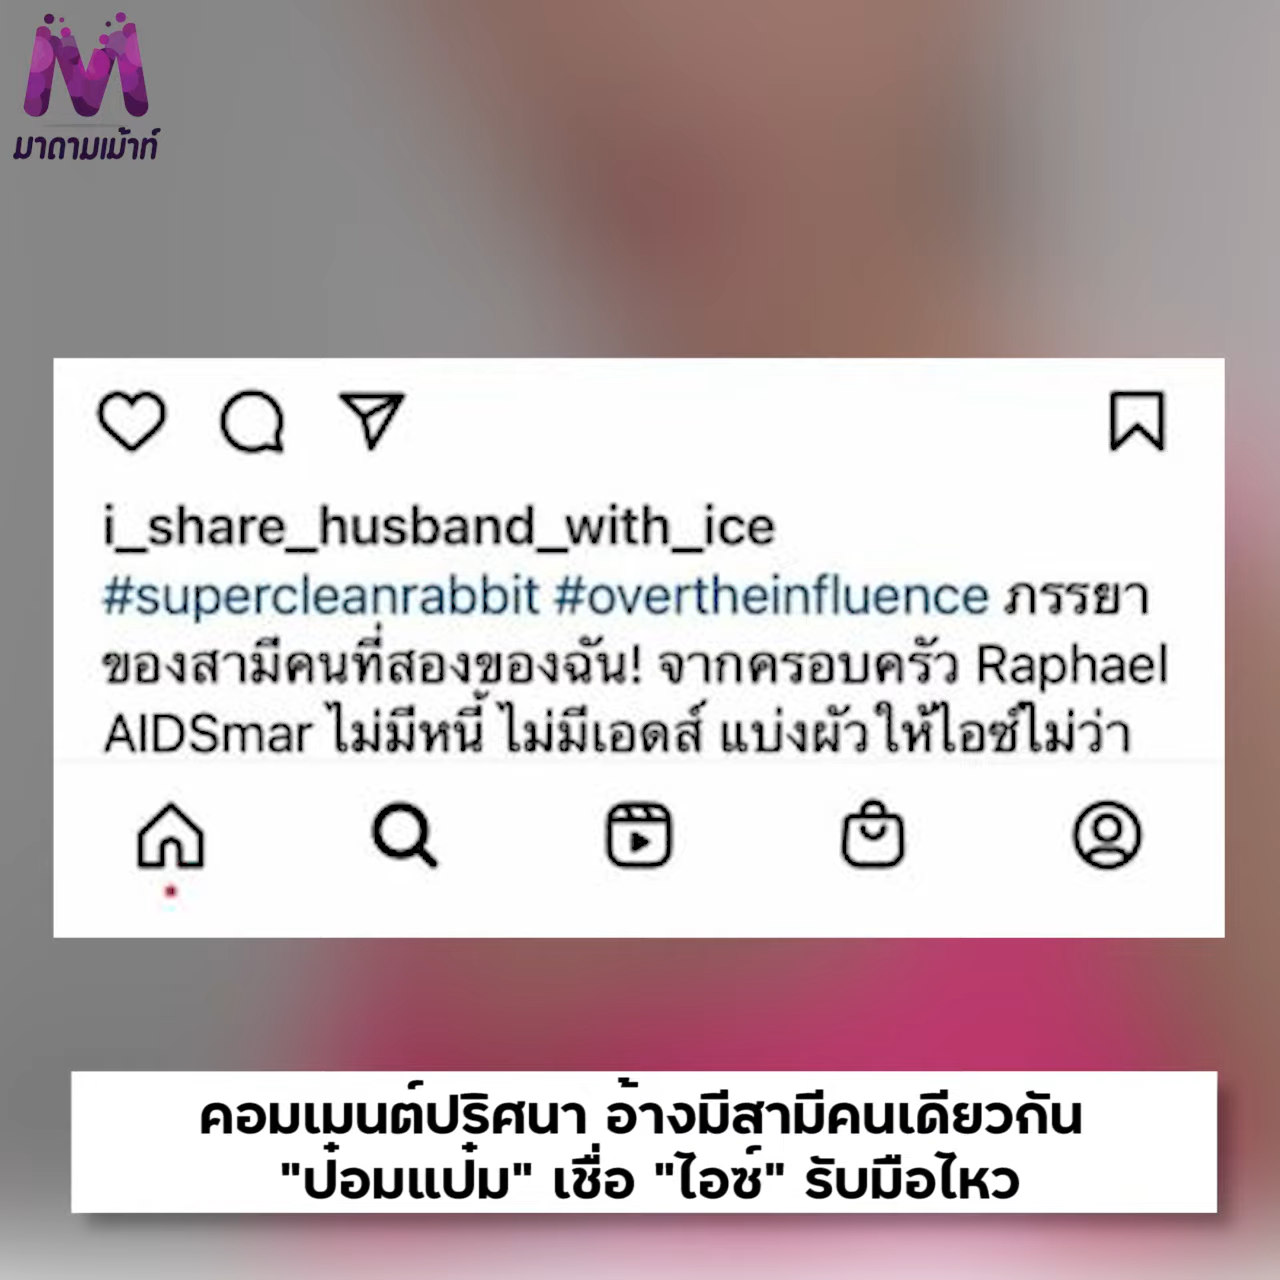 M
มาดามเม้าท์
i_share_husband_with_ice
#supercleanrabbit #overtheinfluence ภรรยา
ของสามีคนที่สองของฉัน! จากครอบครัว Raphael
AIDSmar ไม่มีหนี้ ไม่มีเอดส์ แบ่งผัวให้ไอซ์ไม่ว่า
คอมเมนต์ปริศนา อ้างมีสามีคนเดียวกัน
"ป๋อมแป๋ม" เชื่อ "ไอซ์" รับมือไหว